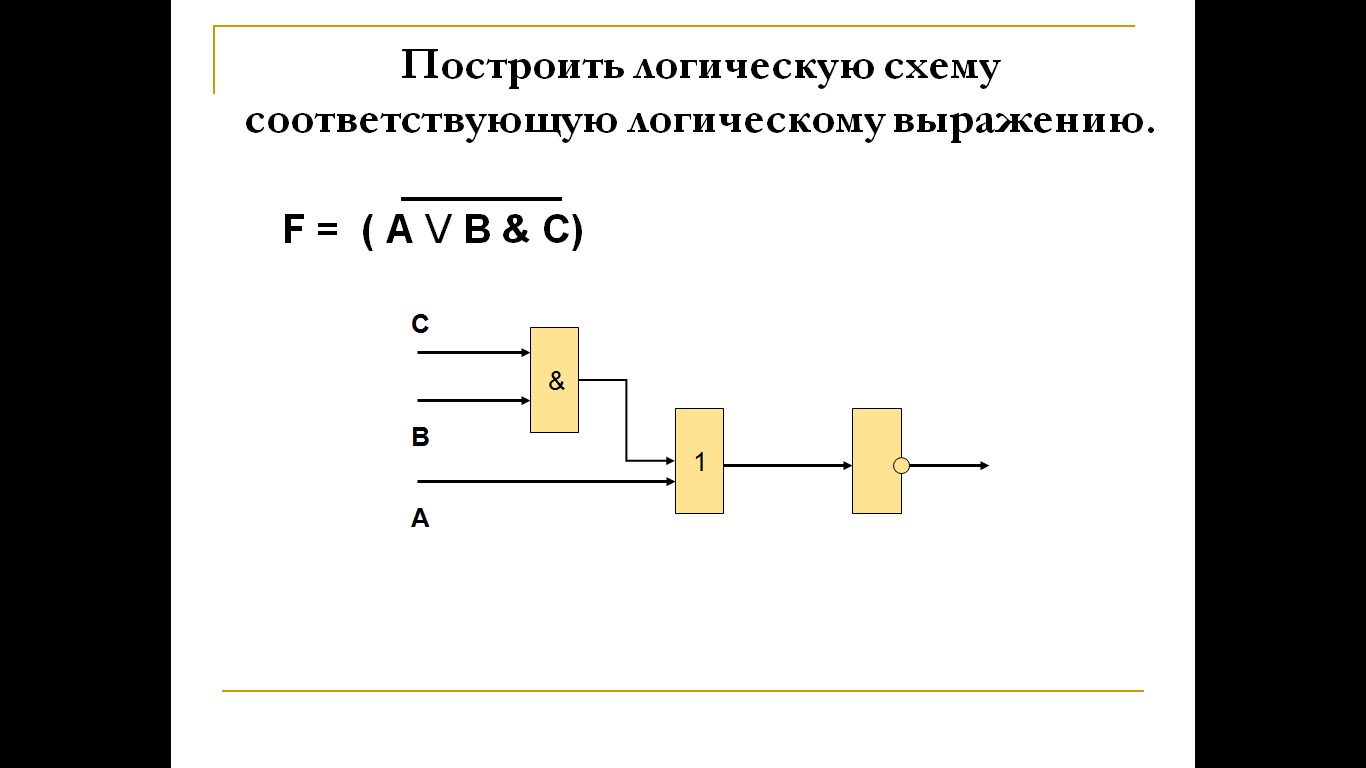 Построить логическую схему
соответствующую логическому выражению.
F = ( A V B & C)
C
&
B
1
A